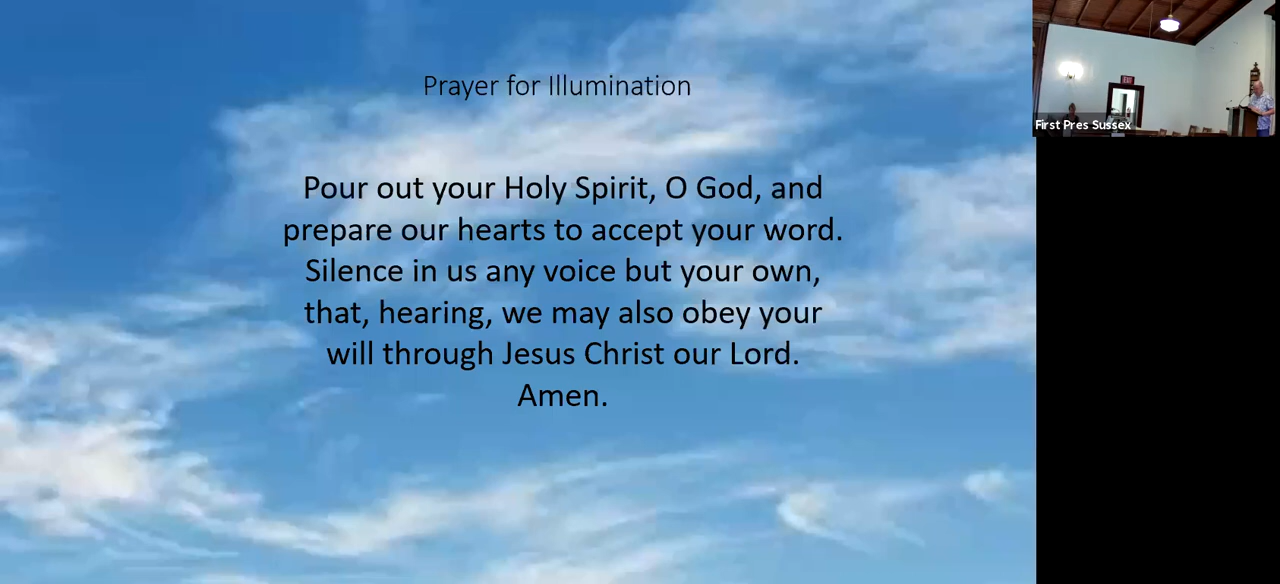 Prayer for Illumination
Pour out your Holy Spirit, O God, and
prepare our hearts to accept your word.
Silence in us any voice but your own,
that, hearing, we may also obey your
will through Jesus Christ our Lord.
Amen.
EXIT
First Pres Sussex